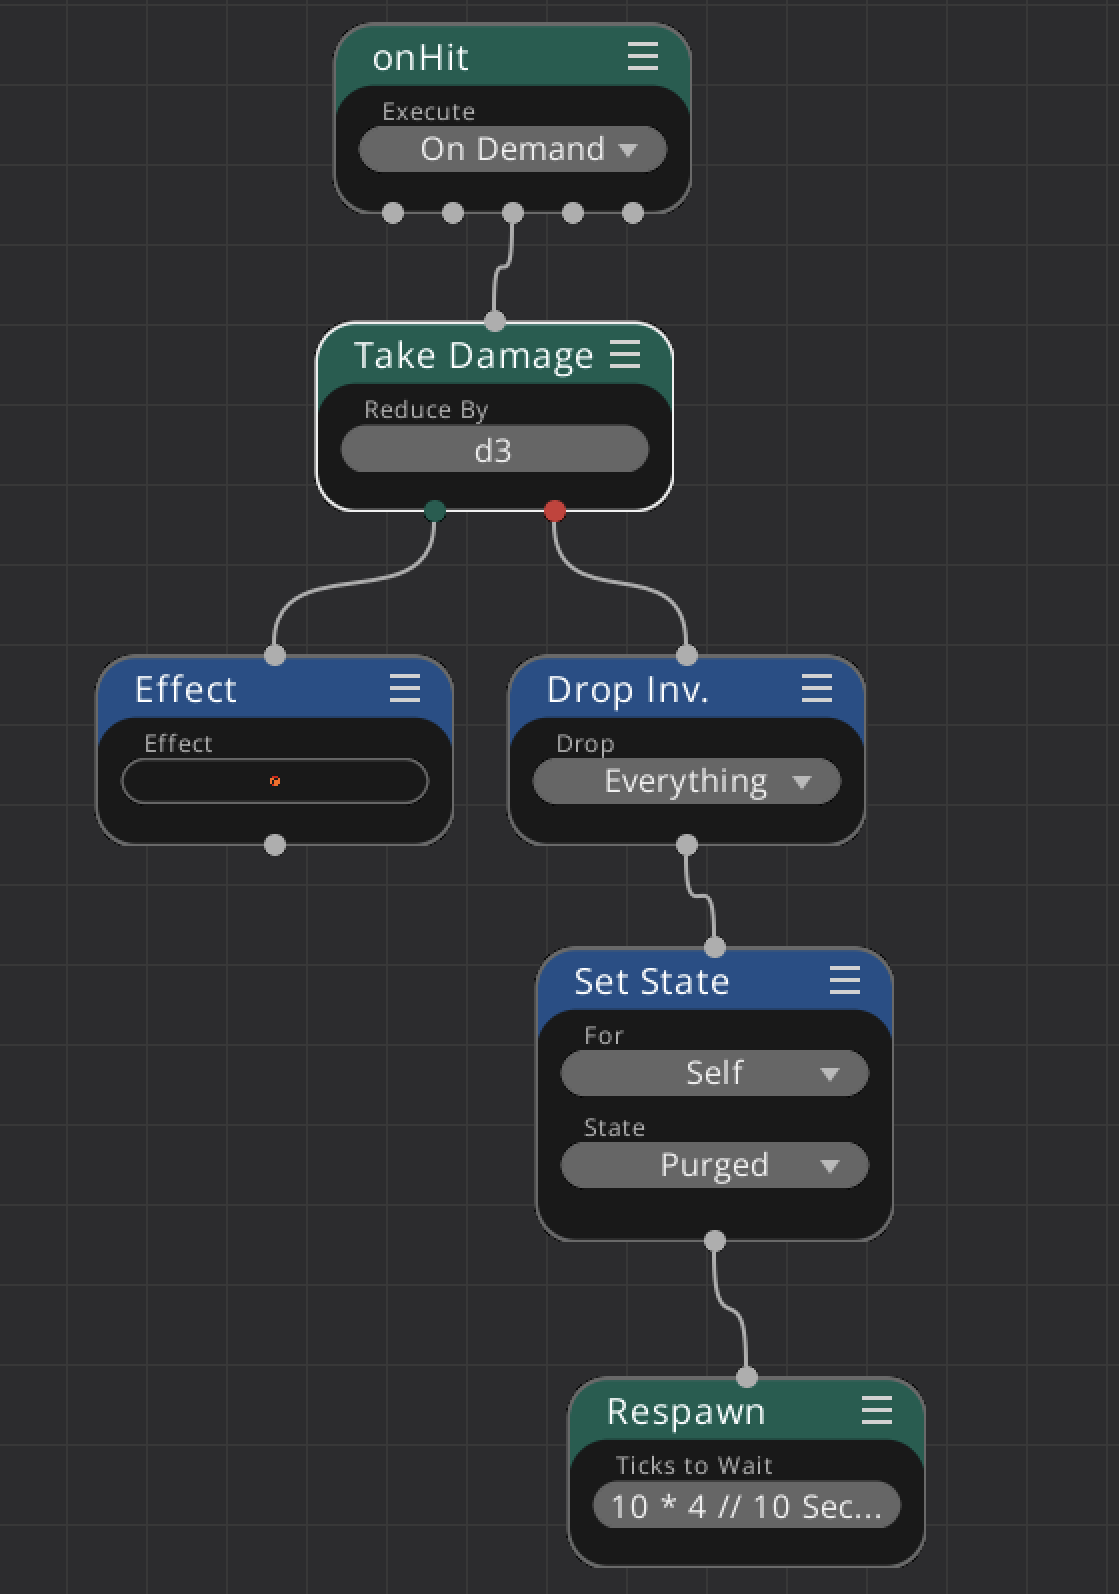 onHit
Execute
On Demand
Take Damage
Reduce By
d3
Effect
Effect
Drop Inv.
Drop
Everything
Set State
For
Self
State
Purged
Respawn
Ticks to Wait
10 * 4 // 10 Sec...